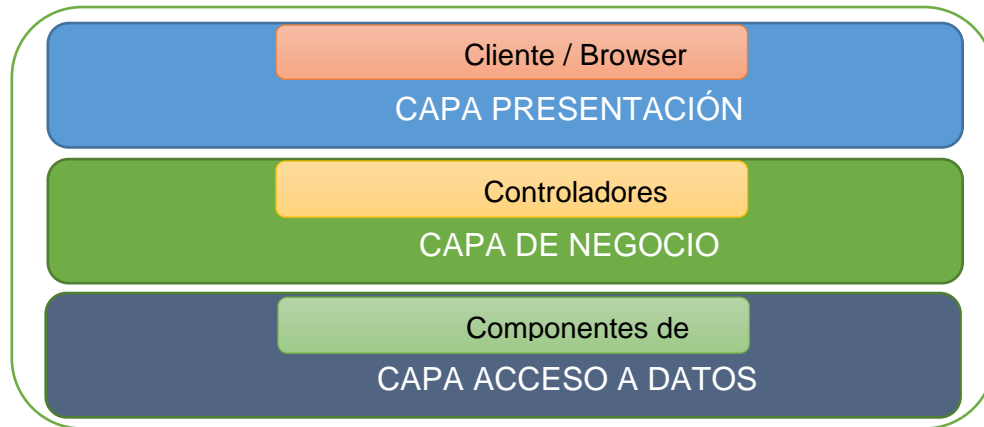 Cliente / Browser
CAPA PRESENTACIÓN
Controladores
CAPA DE NEGOCIO
Componentes de
CAPA ACCESO A DATOS